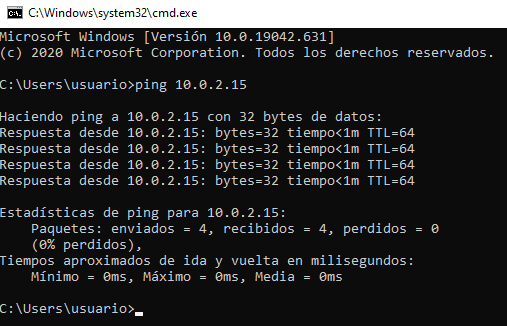 C:\Windows\system32\cmd.exe
Microsoft Windows [Versión 10.0.19042.631]
(c) 2020 Microsoft Corporation. Todos los derechos reservados.
C:\Users\usuario>ping 10.0.2.15
Haciendo ping a 10.0.2.15 con 32 bytes de datos:
Respuesta desde 10.0.2.15: bytes=32 tiempo<1m TTL=64
Respuesta desde 10.0.2.15: bytes=32 tiempo<1m TTL=64
Respuesta desde 10.0.2.15: bytes=32 tiempo<1m TTL=64
Respuesta desde 10.0.2.15: bytes=32 tiempo<1m TTL=64
Estadísticas de ping para 10.0.2.15:
Paquetes: enviados = 4, recibidos = 4, perdidos = 0
(0% perdidos),
Tiempos aproximados de ida y vuelta en milisegundos:
Mínimo = 0ms, Máximo = 0ms, Media = 0ms
C:\Users\usuario>